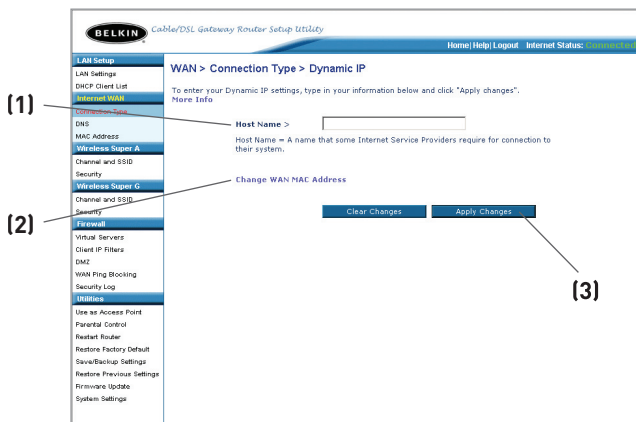 BELKIN Cable/DSL Gateway Router Setup Utility
Home| Help| Logout Internet Status: Connected
LAN Setup
LAN Settings
DHCP Client List
Internet WAN
Connection Type
DNS
MAC Address
Wireless Super A
Channel and SSID
Security
Wireless Super G
Channel and SSID
Security
Firewall
Virtual Servers
Client IP Filters
DMZ
WAN Ping Blocking
Security Log
Utilities
Use as Access Point
Parental Control
Restart Router
Restore Factory Default
Save/Backup Settings
Restore Previous Settings
Firmware Update
System Settings
WAN > Connection Type > Dynamic IP
To enter your Dynamic IP settings, type in your information below and click "Apply changes".
More Info
(1)
Host Name >
Host Name = A name that some Internet Service Providers require for connection to
their system.
(2)
Change WAN MAC Address
Clear Changes Apply Changes
(3)